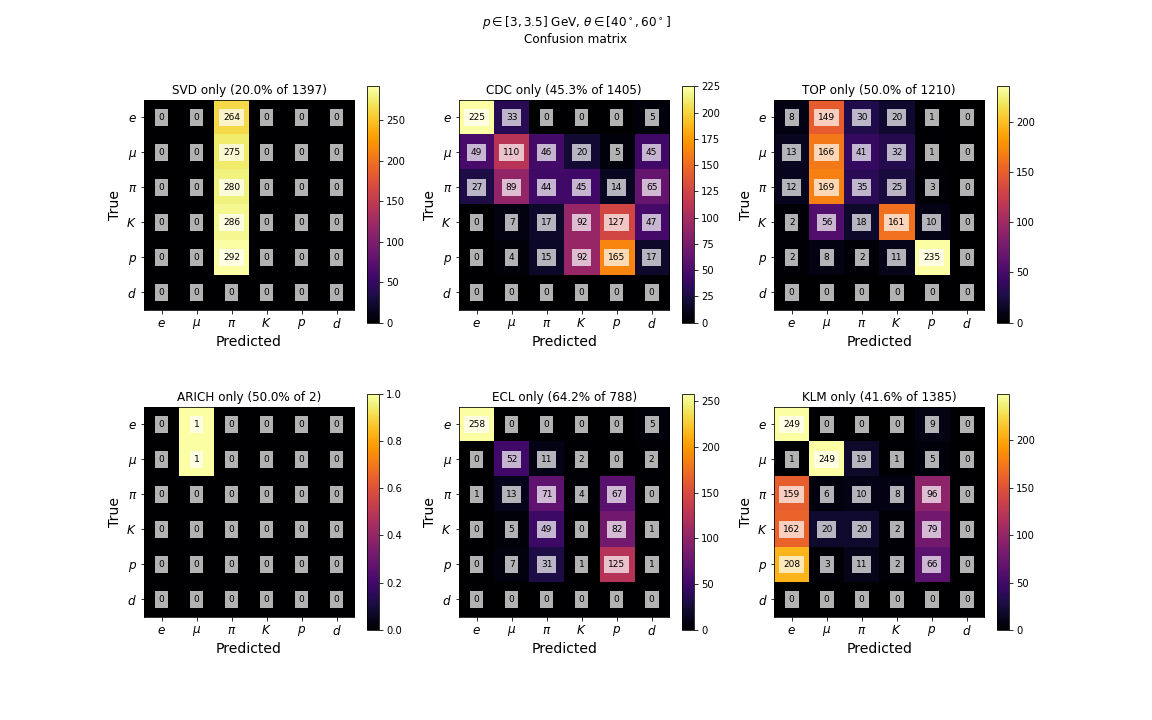 p ∈ [3, 3.5] GeV, θ ∈ [40°, 60°]
Confusion matrix
SVD only (20.0% of 1397)
e 0 0 264 0 0 0
μ 0 0 275 0 0 0
π 0 0 280 0 0 0
K 0 0 286 0 0 0
p 0 0 292 0 0 0
d 0 0 0 0 0 0
e μ π K p d
True
Predicted
250
200
150
100
50
0
CDC only (45.3% of 1405)
e 225 33 0 0 0 5
μ 49 110 46 20 5 45
π 27 89 44 45 14 65
K 0 7 17 92 127 47
p 0 4 15 92 165 17
d 0 0 0 0 0 0
e μ π K p d
True
Predicted
225
200
175
150
125
100
75
50
25
0
TOP only (50.0% of 1210)
e 8 149 30 20 1 0
μ 13 166 41 32 1 0
π 12 169 35 25 3 0
K 2 56 18 161 10 0
p 2 8 2 11 235 0
d 0 0 0 0 0 0
e μ π K p d
True
Predicted
200
150
100
50
0
ARICH only (50.0% of 2)
e 0 1 0 0 0 0
μ 0 1 0 0 0 0
π 0 0 0 0 0 0
K 0 0 0 0 0 0
p 0 0 0 0 0 0
d 0 0 0 0 0 0
e μ π K p d
True
Predicted
1.0
0.8
0.6
0.4
0.2
0.0
ECL only (64.2% of 788)
e 258 0 0 0 0 5
μ 0 52 11 2 0 2
π 1 13 71 4 67 0
K 0 5 49 0 82 1
p 0 7 31 1 125 1
d 0 0 0 0 0 0
e μ π K p d
True
Predicted
250
200
150
100
50
0
KLM only (41.6% of 1385)
e 249 0 0 0 9 0
μ 1 249 19 1 5 0
π 159 6 10 8 96 0
K 162 20 20 2 79 0
p 208 3 11 2 66 0
d 0 0 0 0 0 0
e μ π K p d
True
Predicted
200
150
100
50
0